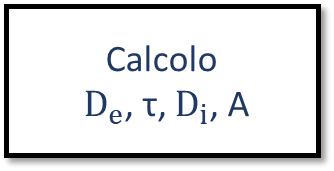 Calcolo
Dₑ, τ, Dᵢ, A